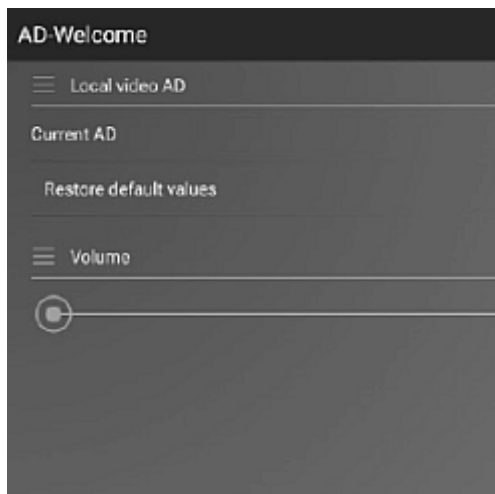 AD-Welcome
Local video AD
Current AD
Restore default values
Volume